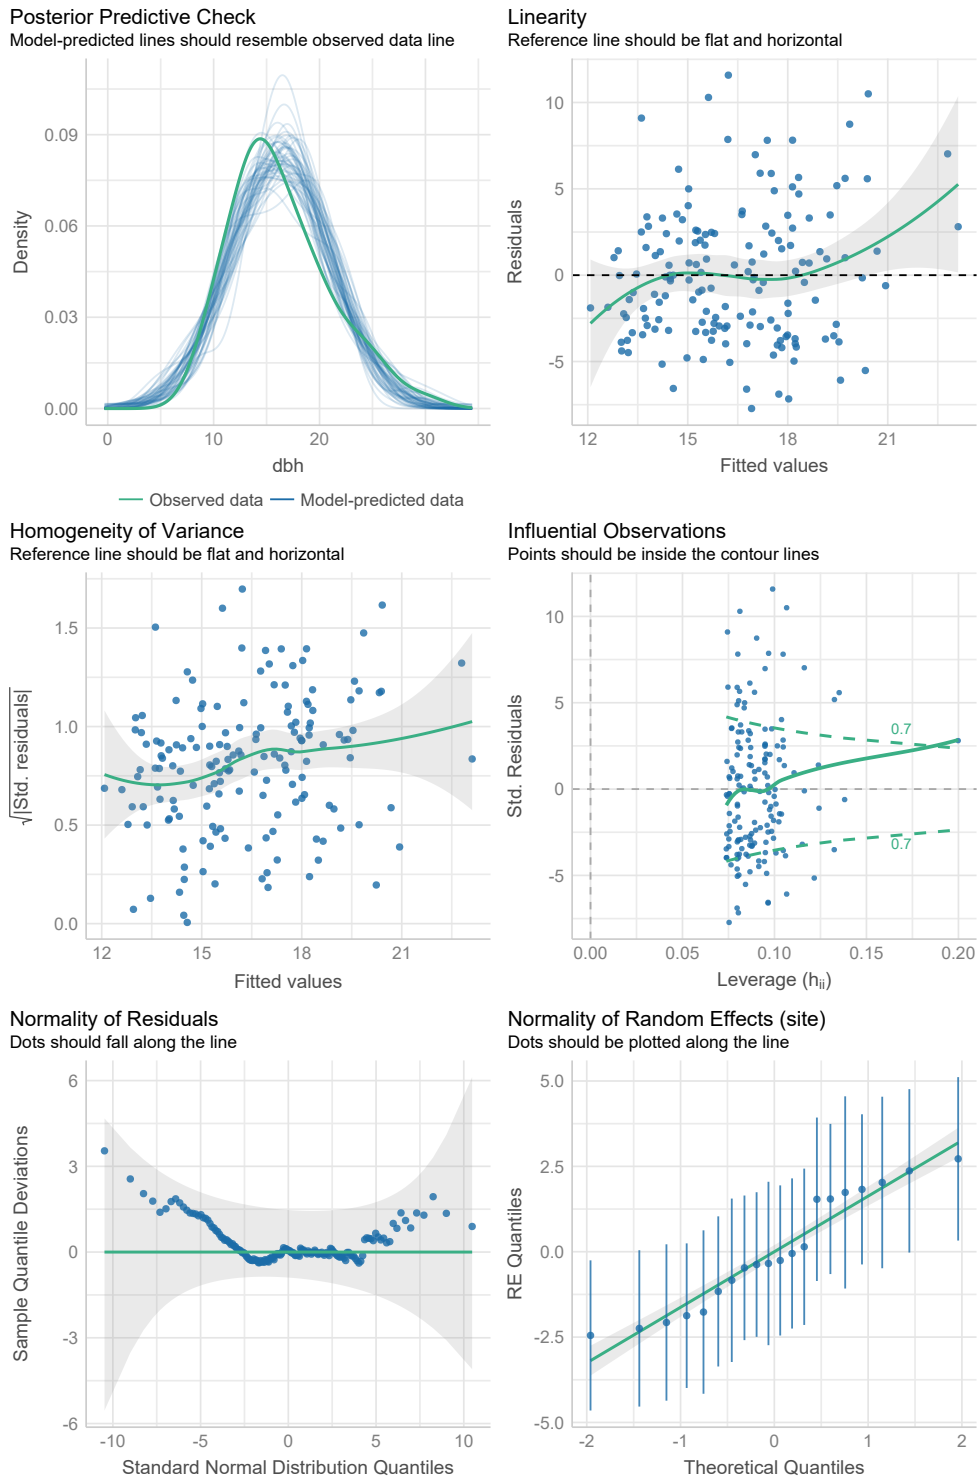 Posterior Predictive Check
Model-predicted lines should resemble observed data line
0.09
0.06
0.03
0.00
Density
0 10 20 30
dbh
Observed data Model-predicted data
Linearity
Reference line should be flat and horizontal
10
5
0
-5
Residuals
12 15 18 21
Fitted values
Homogeneity of Variance
Reference line should be flat and horizontal
1.5
1.0
0.5
0.0
√|Std. residuals|
12 15 18 21
Fitted values
Influential Observations
Points should be inside the contour lines
10
5
0
-5
Std. Residuals
0.7
0.7
0.00 0.05 0.10 0.15 0.20
Leverage (hii)
Normality of Residuals
Dots should fall along the line
6
3
0
-3
-6
Sample Quantile Deviations
-10 -5 0 5 10
Standard Normal Distribution Quantiles
Normality of Random Effects (site)
Dots should be plotted along the line
5.0
2.5
0.0
-2.5
-5.0
RE Quantiles
-2 -1 0 1 2
Theoretical Quantiles